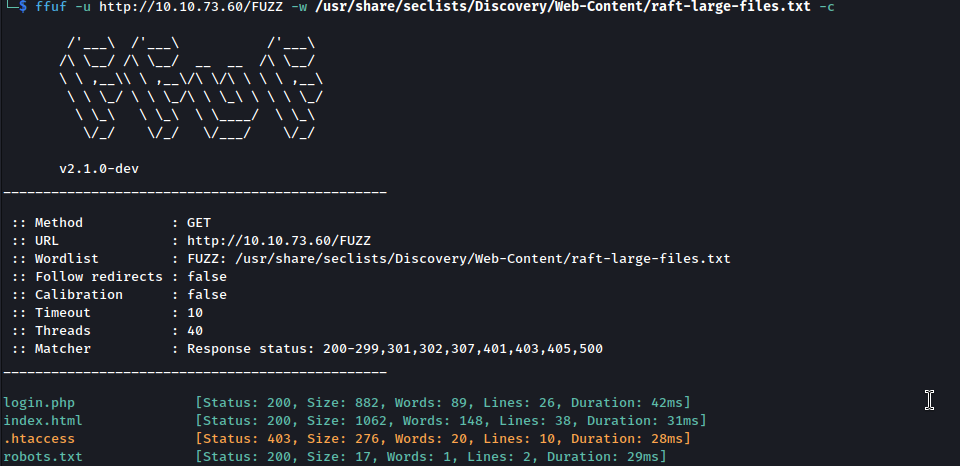 └─$ ffuf -u http://10.10.73.60/FUZZ -w /usr/share/seclists/Discovery/Web-Content/raft-large-files.txt -c
        /'___\  /'___\           /'___\
       /\ \__/ /\ \__/  __  __  /\ \__/
       \ \ ,__\\ \ ,__\/\ \/\ \ \ \ ,__\
        \ \ \_/ \ \ \_/\ \ \_\ \ \ \ \_/
         \ \_\   \ \_\  \ \____/  \ \_\
          \/_/    \/_/   \/___/    \/_/
       v2.1.0-dev
________________________________________________
 :: Method           : GET
 :: URL              : http://10.10.73.60/FUZZ
 :: Wordlist         : FUZZ: /usr/share/seclists/Discovery/Web-Content/raft-large-files.txt
 :: Follow redirects : false
 :: Calibration      : false
 :: Timeout          : 10
 :: Threads          : 40
 :: Matcher          : Response status: 200-299,301,302,307,401,403,405,500
________________________________________________
login.php               [Status: 200, Size: 882, Words: 89, Lines: 26, Duration: 42ms]
index.html              [Status: 200, Size: 1062, Words: 148, Lines: 38, Duration: 31ms]
.htaccess               [Status: 403, Size: 276, Words: 20, Lines: 10, Duration: 28ms]
robots.txt              [Status: 200, Size: 17, Words: 1, Lines: 2, Duration: 29ms]